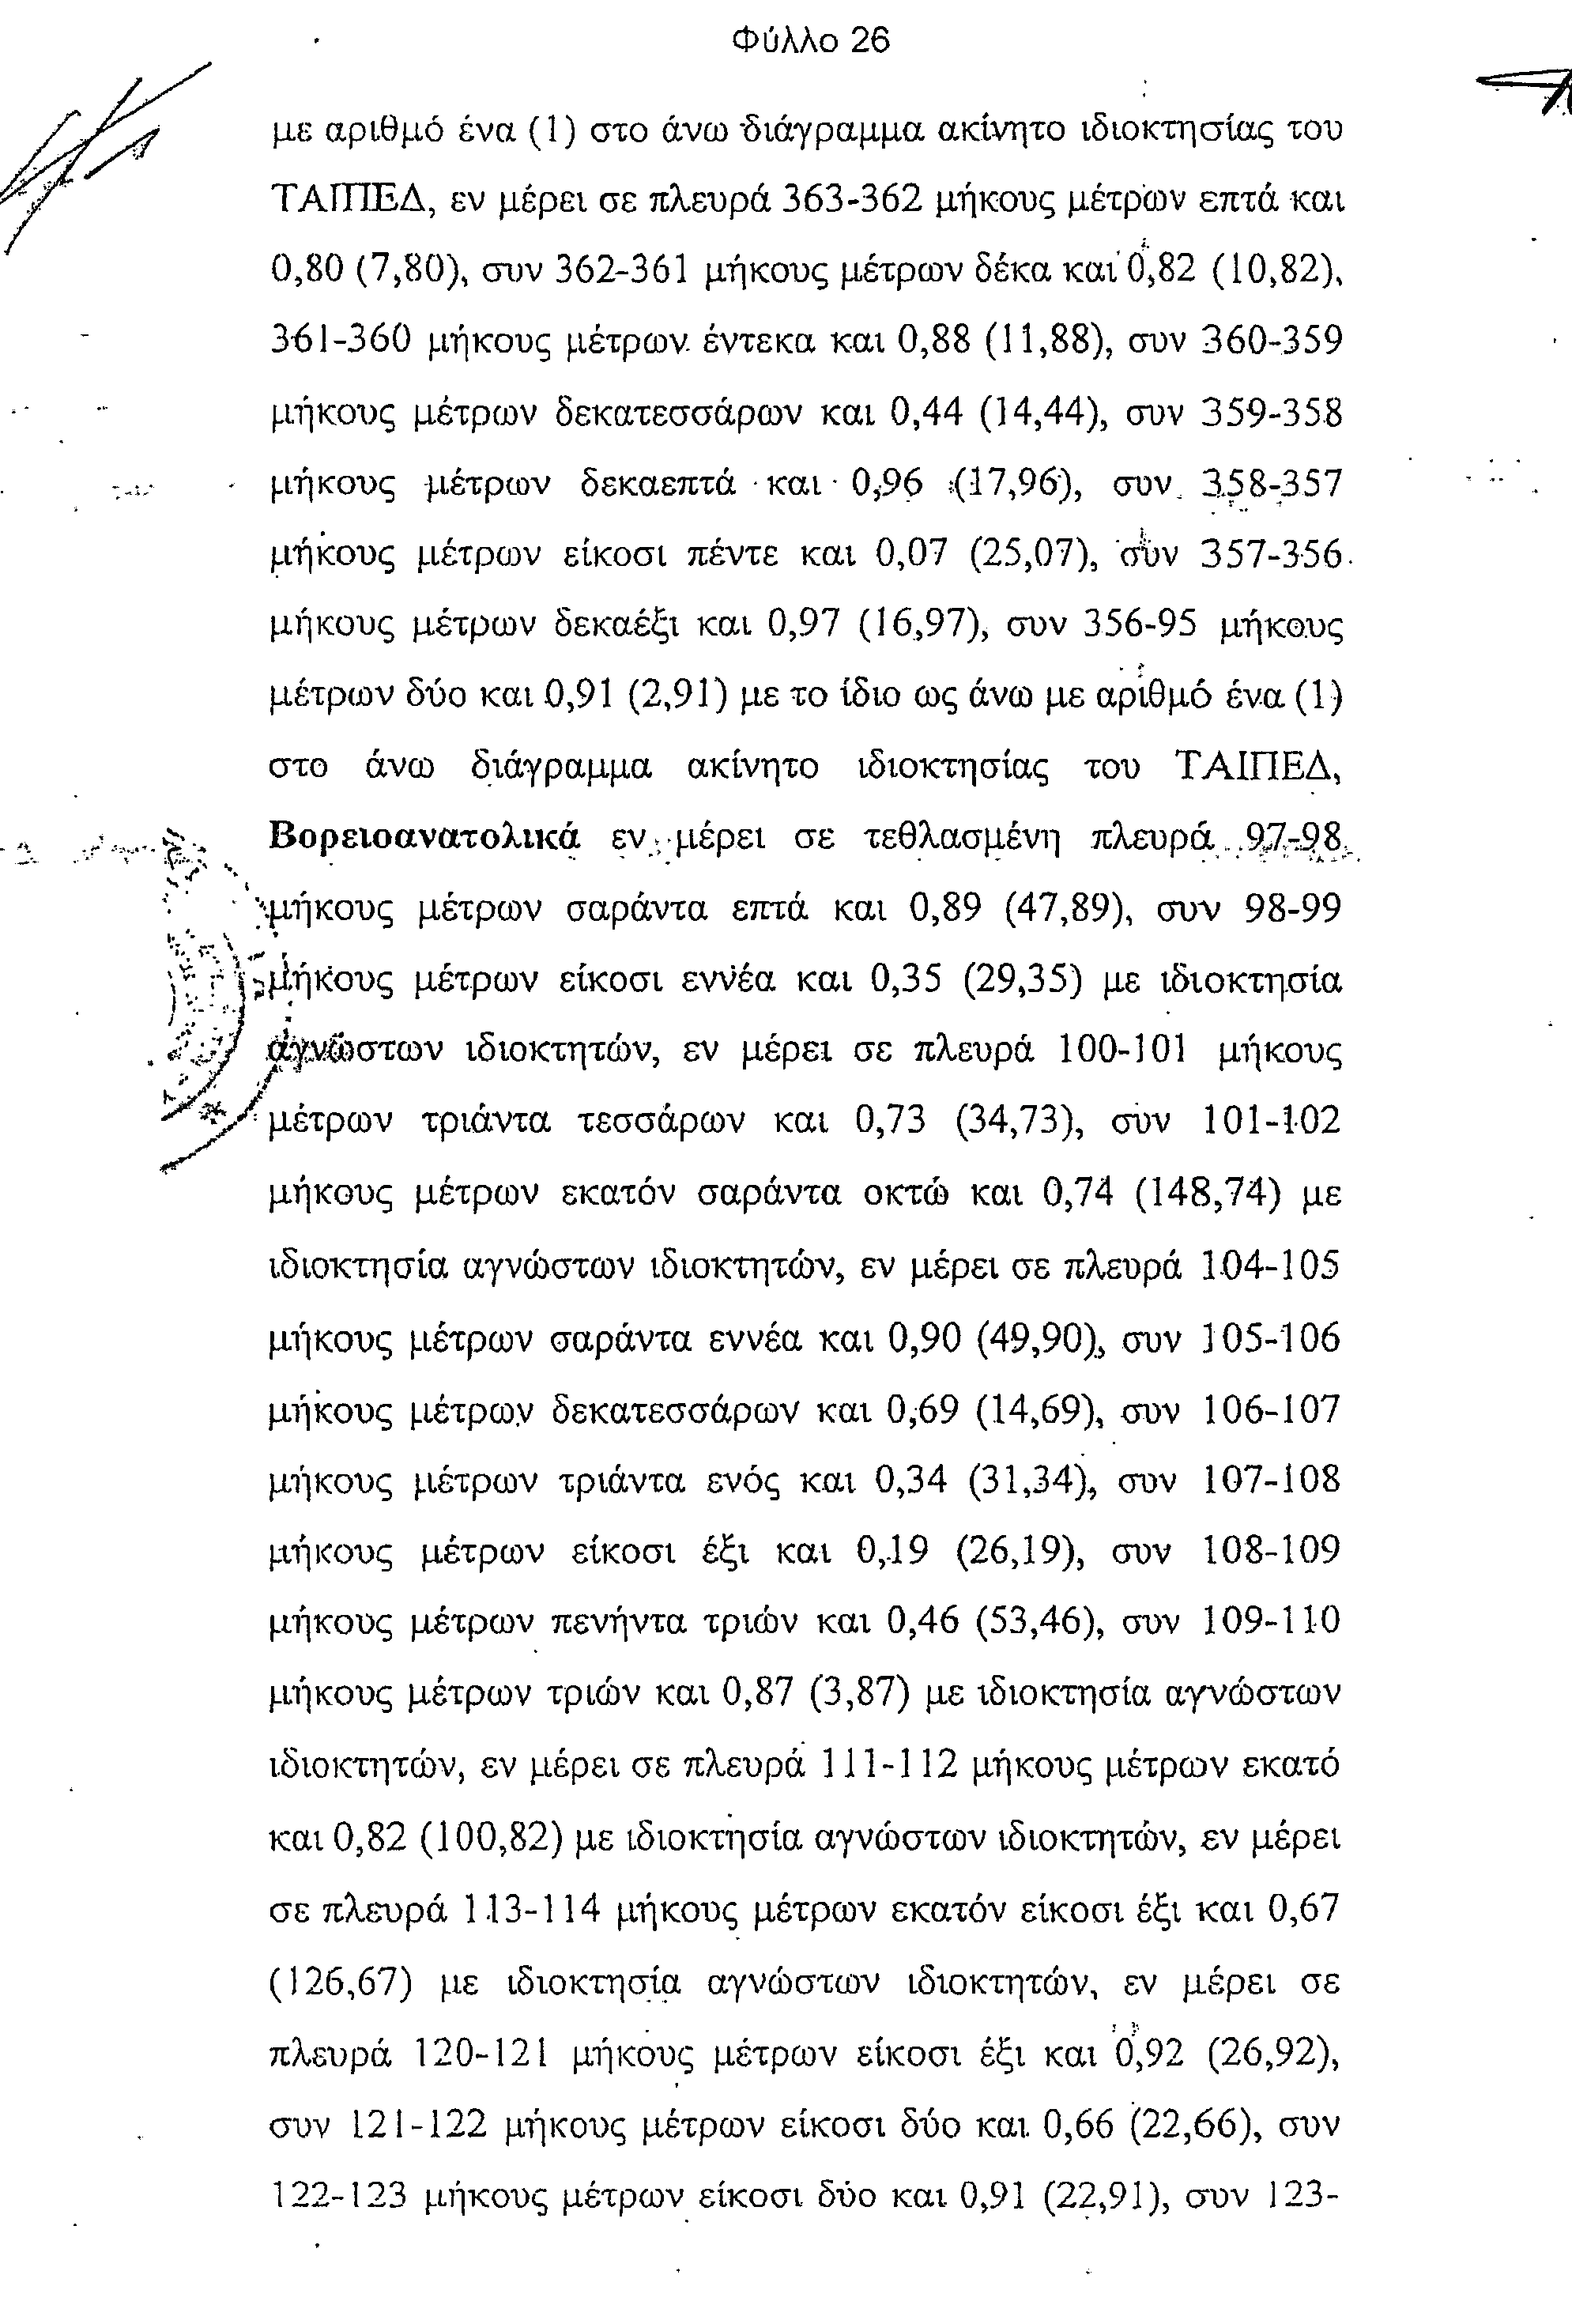 Φύλλο 26
με αριθμό ένα (1) στο άνω διάγραμμα ακίνητο ιδιοκτησίας του
ΤΑΙΠΕΔ, εν μέρει σε πλευρά 363-362 μήκους μέτρων επτά και
0,80 (7,80), συν 362-361 μήκους μέτρων δέκα και 0,82 (10,82),
361-360 μήκους μέτρων έντεκα και 0,88 (11,88), συν 360-359
μήκους μέτρων δεκατεσσάρων και 0,44 (14,44), συν 359-358
μήκους μέτρων δεκαεπτά και 0,96 (17,96), συν 358-357
μήκους μέτρων είκοσι πέντε και 0,07 (25,07), συν 357-356
μήκους μέτρων δεκαέξι και 0,97 (16,97), συν 356-95 μήκους
μέτρων δύο και 0,91 (2,91) με το ίδιο ως άνω με αριθμό ένα (1)
στο άνω διάγραμμα ακίνητο ιδιοκτησίας του ΤΑΙΠΕΔ,
Βορειοανατολικά εν μέρει σε τεθλασμένη πλευρά 97-98
μήκους μέτρων σαράντα επτά και 0,89 (47,89), συν 98-99
μήκους μέτρων είκοσι εννέα και 0,35 (29,35) με ιδιοκτησία
αγνώστων ιδιοκτητών, εν μέρει σε πλευρά 100-101 μήκους
μέτρων τριάντα τεσσάρων και 0,73 (34,73), συν 101-102
μήκους μέτρων εκατόν σαράντα οκτώ και 0,74 (148,74) με
ιδιοκτησία αγνώστων ιδιοκτητών, εν μέρει σε πλευρά 104-105
μήκους μέτρων σαράντα εννέα και 0,90 (49,90), συν 105-106
μήκους μέτρων δεκατεσσάρων και 0,69 (14,69), συν 106-107
μήκους μέτρων τριάντα ενός και 0,34 (31,34), συν 107-108
μήκους μέτρων είκοσι έξι και 0,19 (26,19), συν 108-109
μήκους μέτρων πενήντα τριών και 0,46 (53,46), συν 109-110
μήκους μέτρων τριών και 0,87 (3,87) με ιδιοκτησία αγνώστων
ιδιοκτητών, εν μέρει σε πλευρά 111-112 μήκους μέτρων εκατό
και 0,82 (100,82) με ιδιοκτησία αγνώστων ιδιοκτητών, εν μέρει
σε πλευρά 113-114 μήκους μέτρων εκατόν είκοσι έξι και 0,67
(126,67) με ιδιοκτησία αγνώστων ιδιοκτητών, εν μέρει σε
πλευρά 120-121 μήκους μέτρων είκοσι έξι και 0,92 (26,92),
συν 121-122 μήκους μέτρων είκοσι δύο και 0,66 (22,66), συν
122-123 μήκους μέτρων είκοσι δύο και 0,91 (22,91), συν 123-